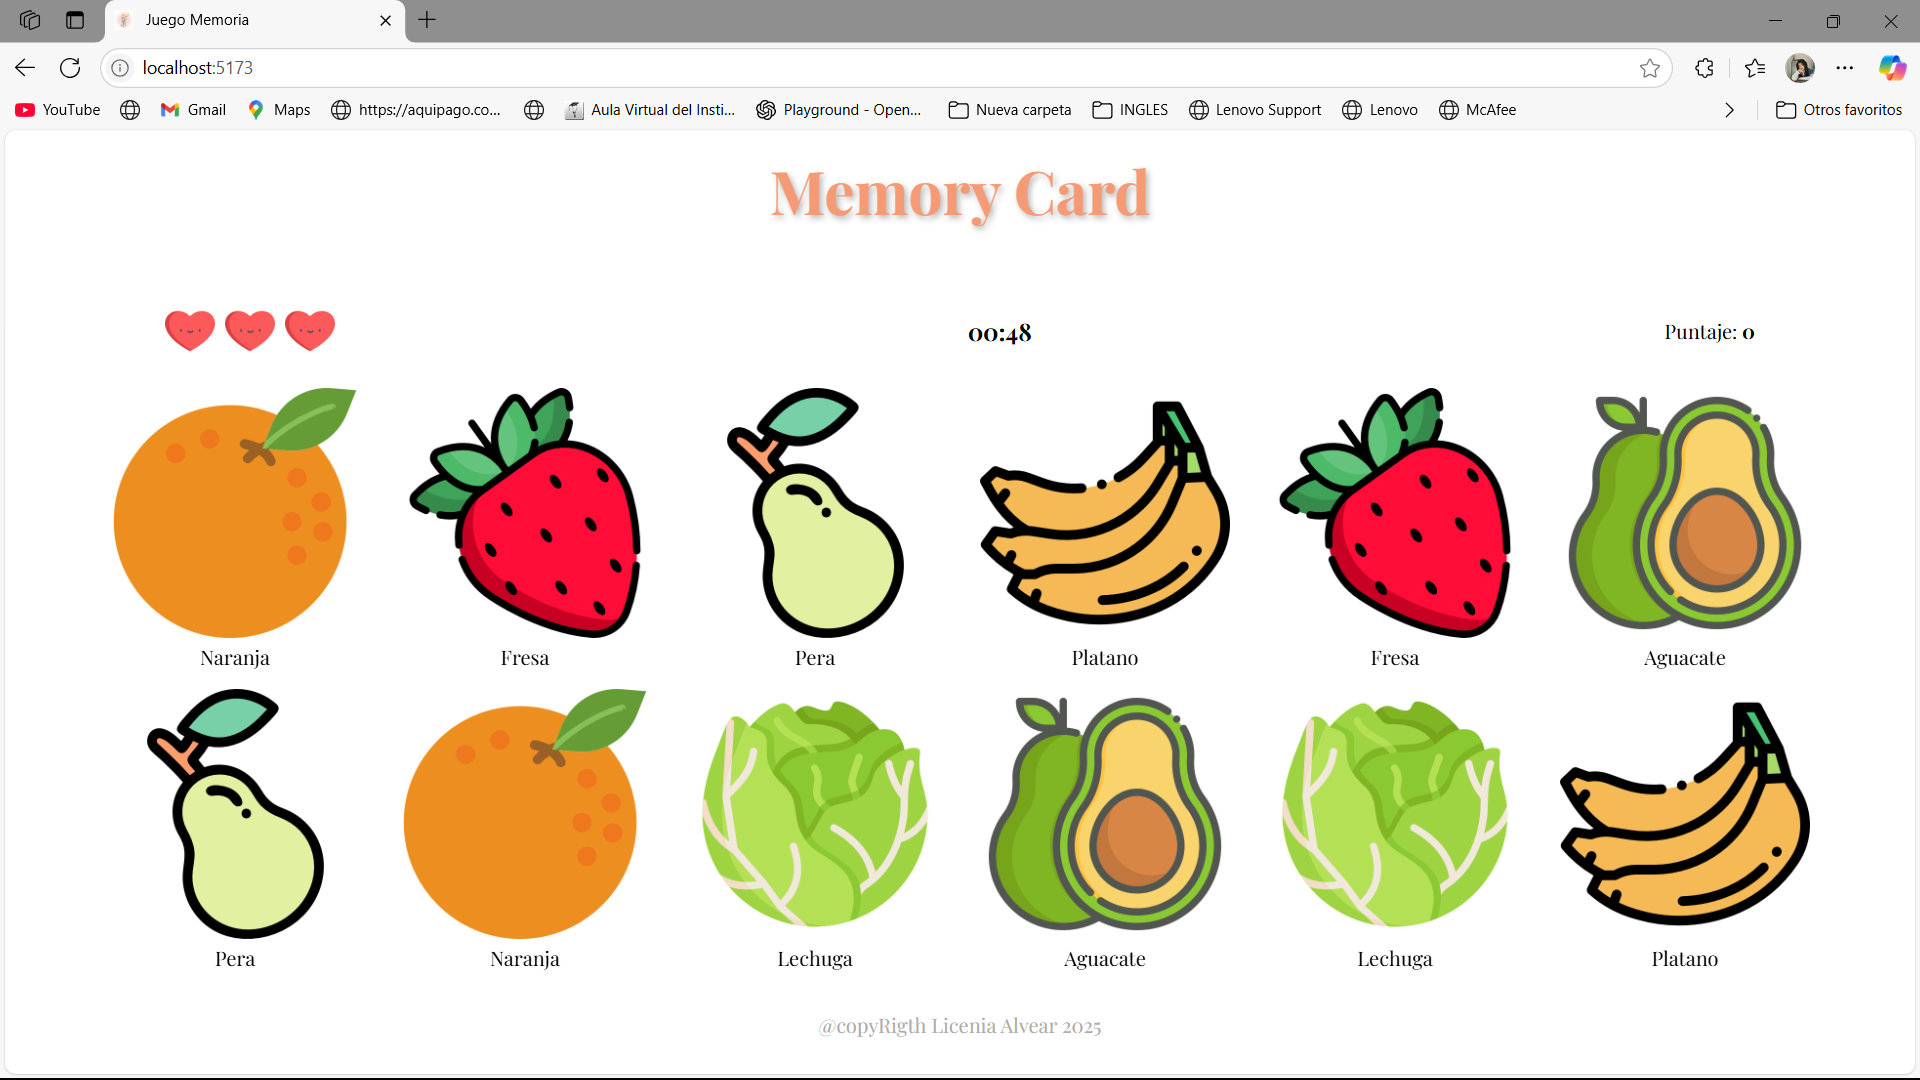 Juego Memoria
localhost:5173
YouTube Gmail Maps https://aquipago.co... Aula Virtual del Insti... Playground - Open... Nueva carpeta INGLES Lenovo Support Lenovo McAfee Otros favoritos
Memory Card
00:48 Puntaje: 0
Naranja Fresa Pera Platano Fresa Aguacate
Pera Naranja Lechuga Aguacate Lechuga Platano
@copyRigth Licenia Alvear 2025